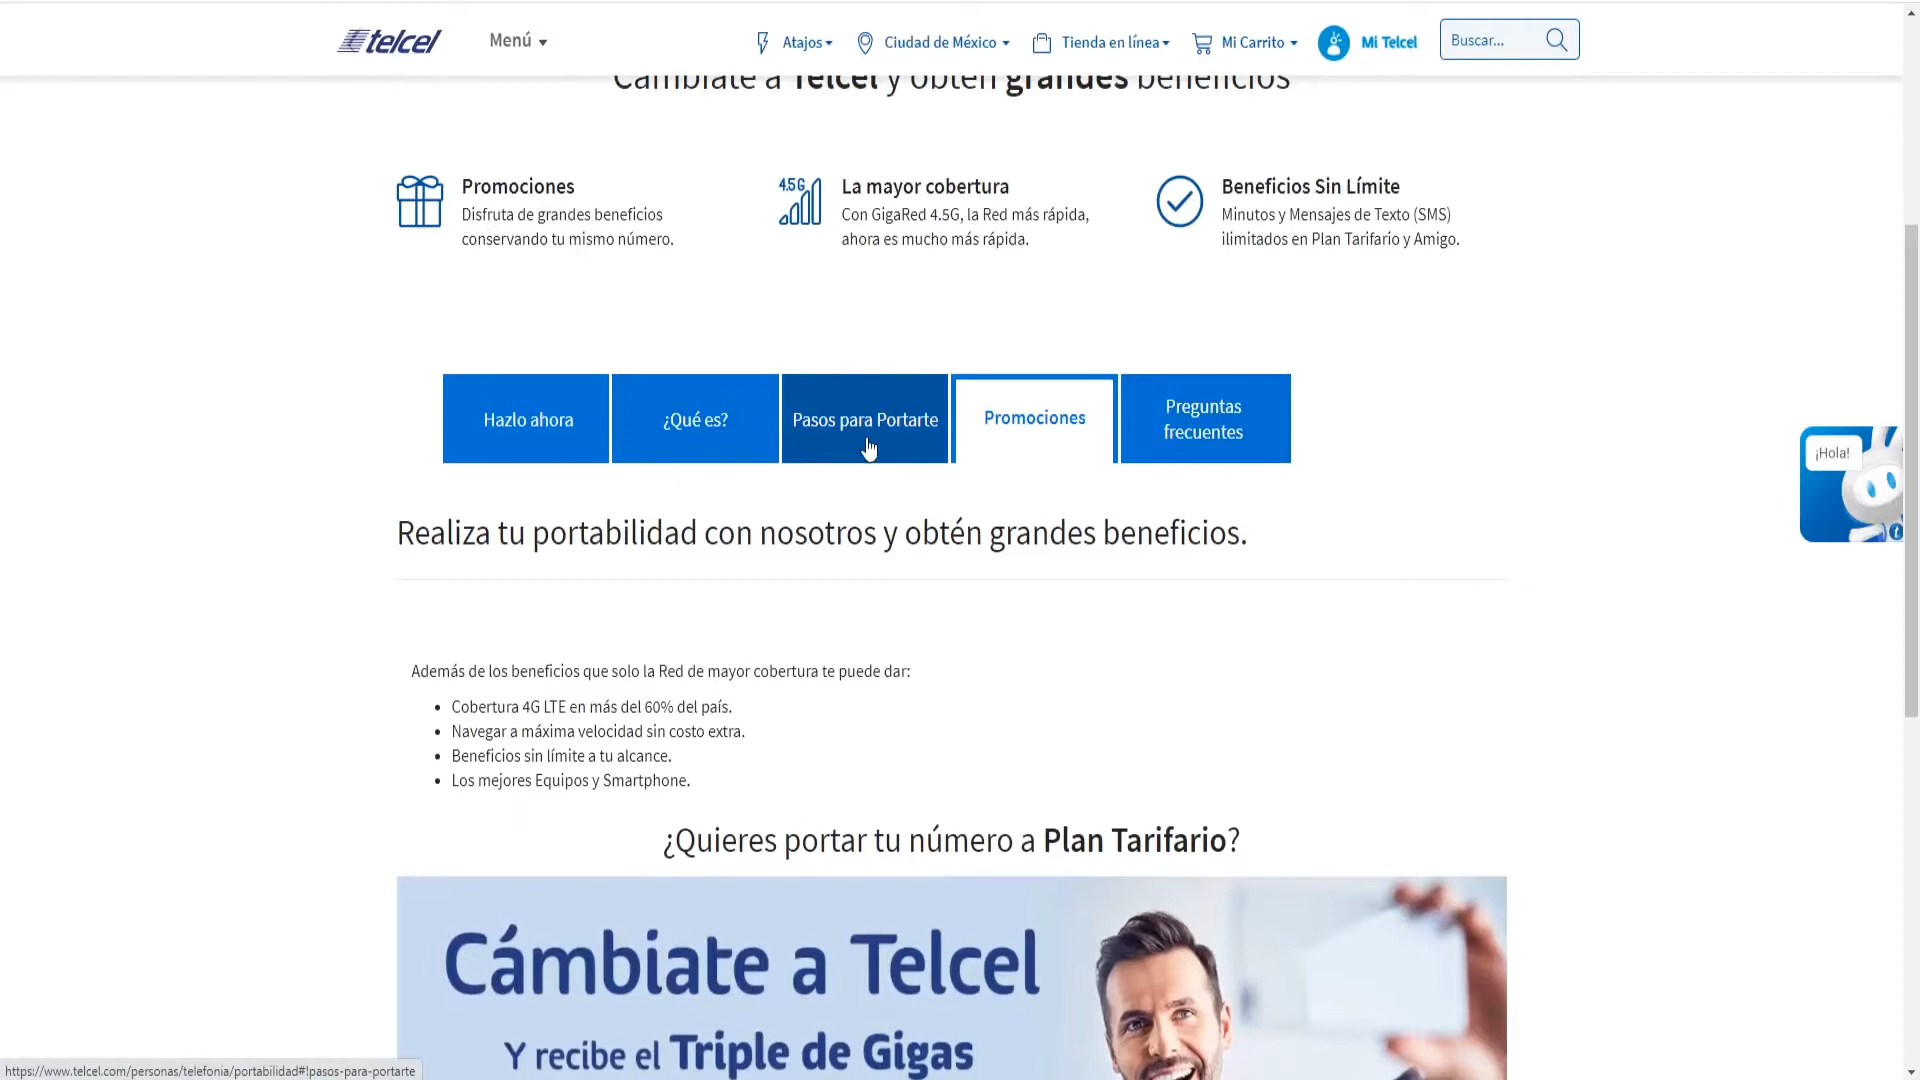 telcel
Menú
Atajos
Ciudad de México
Tienda en línea
Mi Carrito
Mi Telcel
Buscar...
Cámbiate a Telcel y obtén grandes beneficios
Promociones
Disfruta de grandes beneficios
conservando tu mismo número.
4.5G
La mayor cobertura
Con GigaRed 4.5G, la Red más rápida,
ahora es mucho más rápida.
Beneficios Sin Límite
Minutos y Mensajes de Texto (SMS)
ilimitados en Plan Tarifario y Amigo.
Hazlo ahora
¿Qué es?
Pasos para Portarte
Promociones
Preguntas
frecuentes
¡Hola!
Realiza tu portabilidad con nosotros y obtén grandes beneficios.
Además de los beneficios que solo la Red de mayor cobertura te puede dar:
• Cobertura 4G LTE en más del 60% del país.
• Navegar a máxima velocidad sin costo extra.
• Beneficios sin límite a tu alcance.
• Los mejores Equipos y Smartphone.
¿Quieres portar tu número a Plan Tarifario?
Cámbiate a Telcel
Y recibe el Triple de Gigas
https://www.telcel.com/personas/telefonia/portabilidad#!pasos-para-portarte